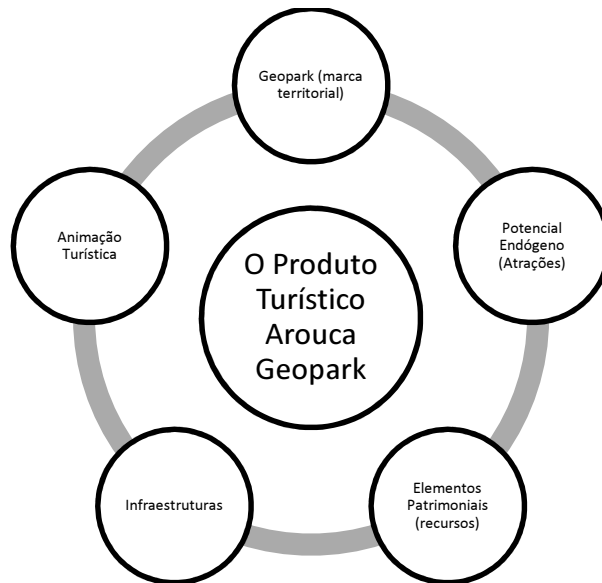 Geopark (marca
territorial)
Potencial
Endógeno
(Atrações)
Elementos
Patrimoniais
(recursos)
Infraestruturas
Animação
Turística
O Produto
Turístico
Arouca
Geopark